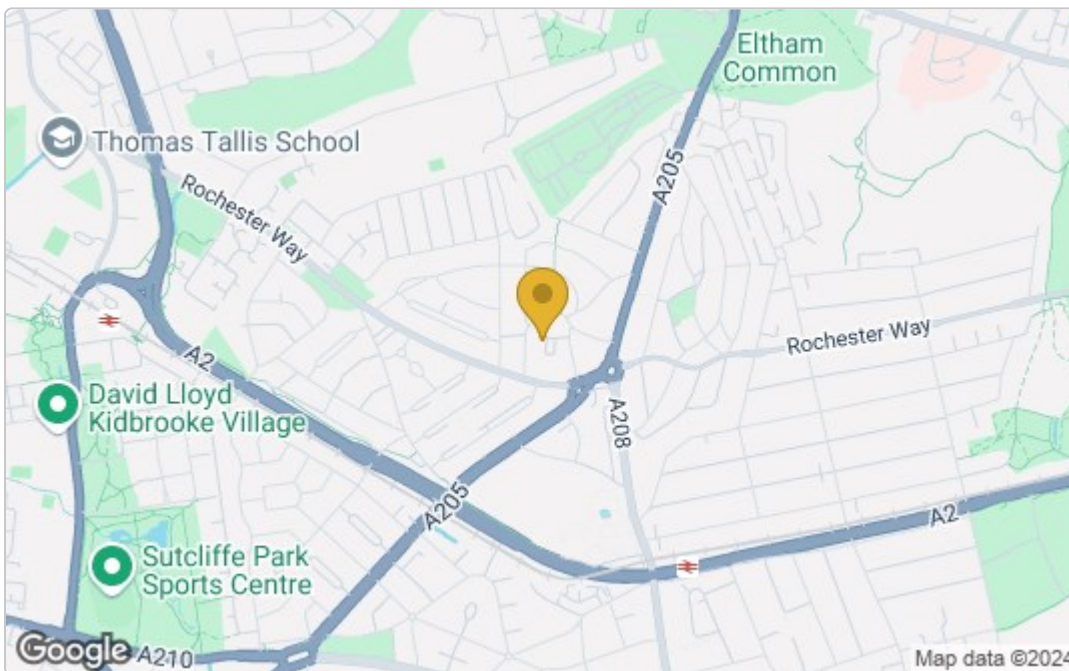 Eltham
Common
Thomas Tallis School
A205
Rochester Way
Rochester Way
A2
David Lloyd
Kidbrooke Village
A208
A205
A2
Sutcliffe Park
Sports Centre
Google
A210
Map data ©2024